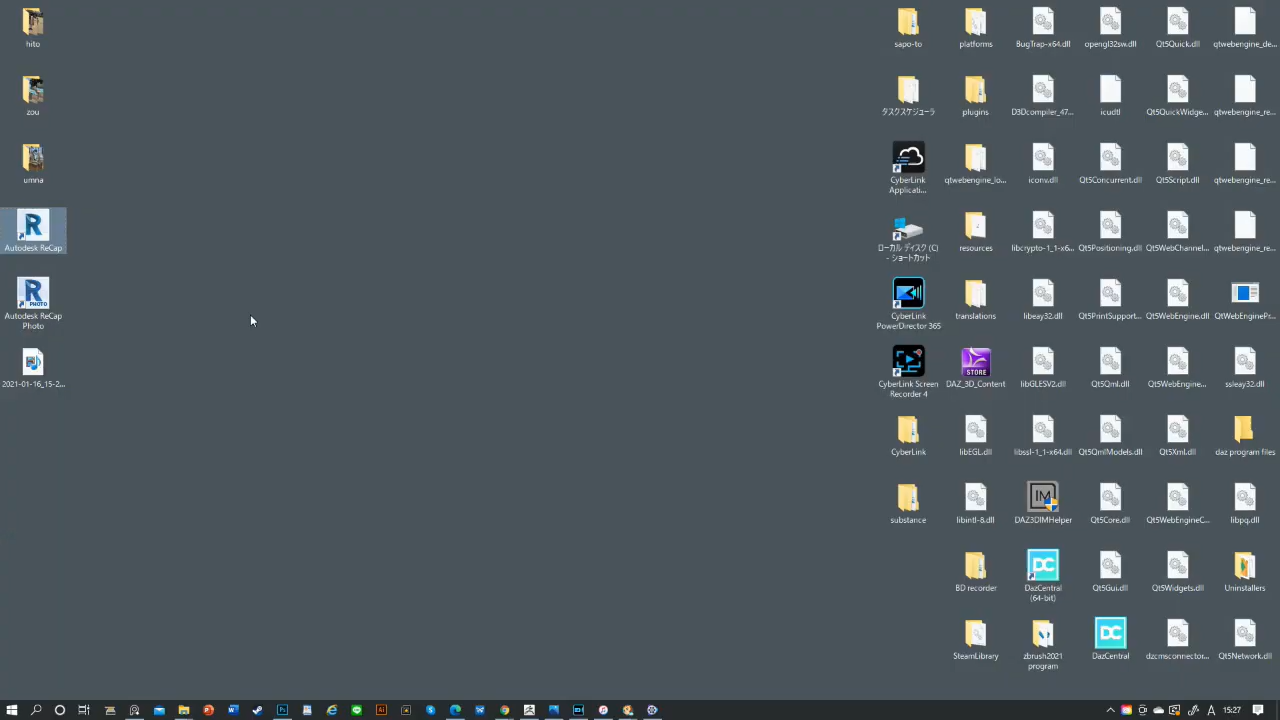 hito
zou
umna
R
Autodesk ReCap
R
PHOTO
Autodesk ReCap
Photo
2021-01-16_15-2...
sapo-to
platforms
BugTrap-x64.dll
opengl32sw.dll
Qt5Quick.dll
qtwebengine_de...
タスクスケジューラ
plugins
D3Dcompiler_47...
icudtl
Qt5QuickWidge...
qtwebengine_re...
CyberLink
Applicati...
qtwebengine_lo...
iconv.dll
Qt5Concurrent.dll
Qt5Script.dll
qtwebengine_re...
ローカル ディスク (C)
- ショートカット
resources
libcrypto-1_1-x6...
Qt5Positioning.dll
Qt5WebChannel...
qtwebengine_re...
CyberLink
PowerDirector 365
translations
libeay32.dll
Qt5PrintSupport...
Qt5WebEngine.dll
QtWebEnginePr...
CyberLink Screen
Recorder 4
STORE
DAZ_3D_Content
libGLESV2.dll
Qt5Qml.dll
Qt5WebEngine...
ssleay32.dll
CyberLink
libEGL.dll
libssl-1_1-x64.dll
Qt5QmlModels.dll
Qt5Xml.dll
daz program files
substance
libintl-8.dll
IM
DAZ3DIMHelper
Qt5Core.dll
Qt5WebEngineC...
libpq.dll
BD recorder
DC
DazCentral
(64-bit)
Qt5Gui.dll
Qt5Widgets.dll
Uninstallers
SteamLibrary
zbrush2021
program
DC
DazCentral
dzcmsconnector...
Qt5Network.dll
A
15:27